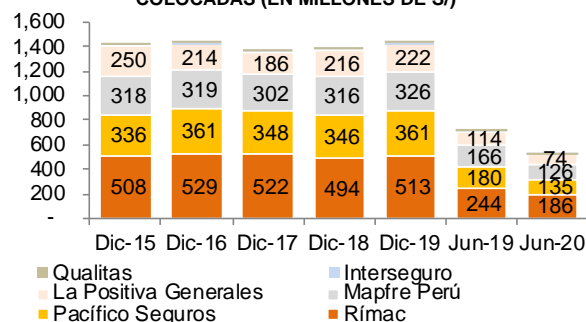 COLOCADAS (EN MILLONES DE S/)
1,600
1,400
1,200
1,000
800
600
400
200
-
250 214 186 216 222 114 74
318 319 302 316 326 166 126
336 361 348 346 361 180 135
508 529 522 494 513 244 186
Dic-15 Dic-16 Dic-17 Dic-18 Dic-19 Jun-19 Jun-20
Qualitas Interseguro
La Positiva Generales Mapfre Perú
Pacífico Seguros Rímac